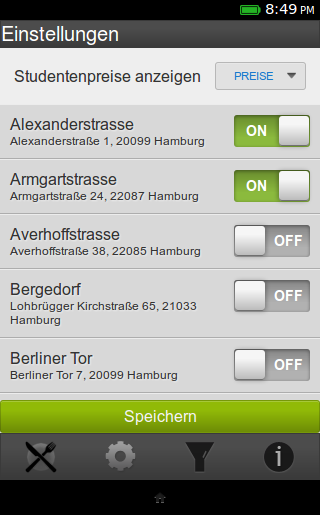 8:49 PM
Einstellungen
Studentenpreise anzeigen PREISE
Alexanderstrasse
Alexanderstraße 1, 20099 Hamburg
ON
Armgartstrasse
Armgartstraße 24, 22087 Hamburg
ON
Averhoffstrasse
Averhoffstraße 38, 22085 Hamburg
OFF
Bergedorf
Lohbrügger Kirchstraße 65, 21033
Hamburg
OFF
Berliner Tor
Berliner Tor 7, 20099 Hamburg
OFF
Speichern